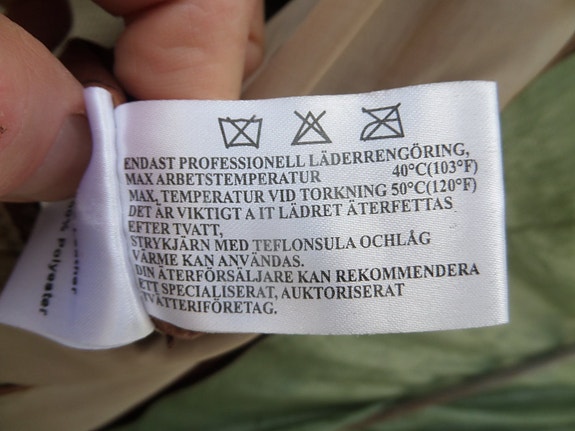 ENDAST PROFESSIONELL LÄDERRENGÖRING,
MAX ARBETSTEMPERATUR 40°C(103°F)
MAX, TEMPERATUR VID TORKNING 50°C(120°F)
DET ÄR VIKTIGT A IT LÄDRET ÅTERFETTAS
EFTER TVATT,
STRYKJÄRN MED TEFLONSULA OCHLÅG
VÄRME KAN ANVÄNDAS.
DIN ÅTERFÖRSÄLJARE KAN REKOMMENDERA
ETT SPECIALISERAT, AUKTORISERAT
TVÄTTERIFÖRETAG.
Polyester